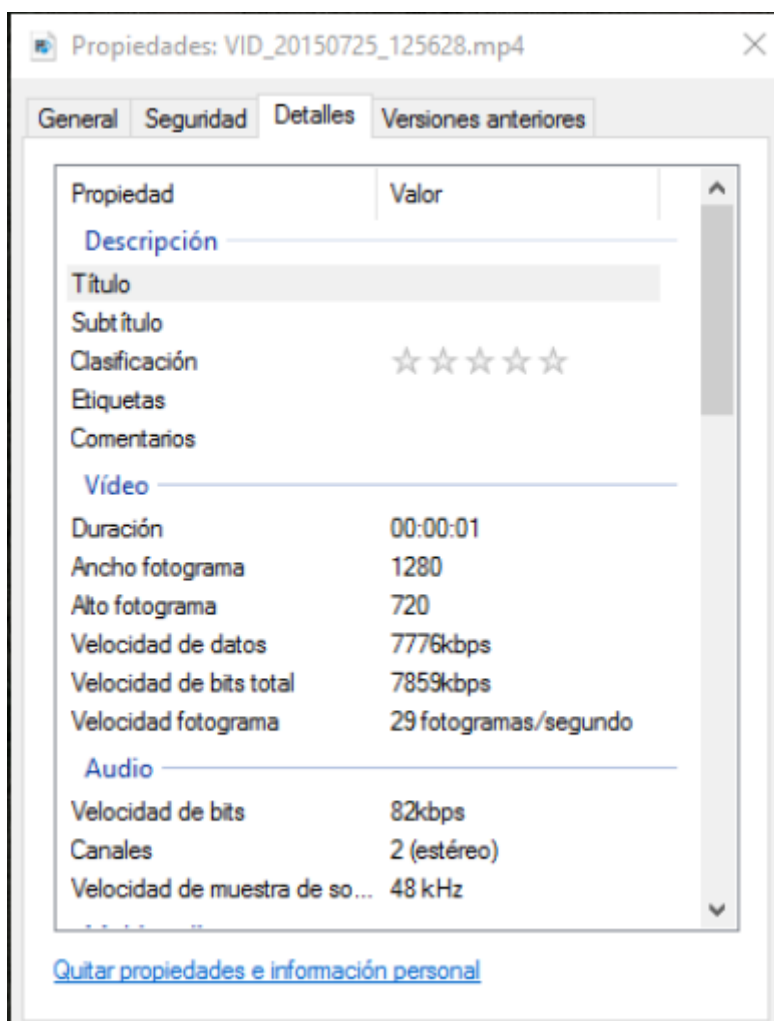 Propiedades: VID_20150725_125628.mp4
General Seguridad Detalles Versiones anteriores
Propiedad Valor
Descripción
Título
Subtítulo
Clasificación
Etiquetas
Comentarios
Vídeo
Duración 00:00:01
Ancho fotograma 1280
Alto fotograma 720
Velocidad de datos 7776kbps
Velocidad de bits total 7859kbps
Velocidad fotograma 29 fotogramas/segundo
Audio
Velocidad de bits 82kbps
Canales 2 (estéreo)
Velocidad de muestra de so... 48 kHz
Quitar propiedades e información personal